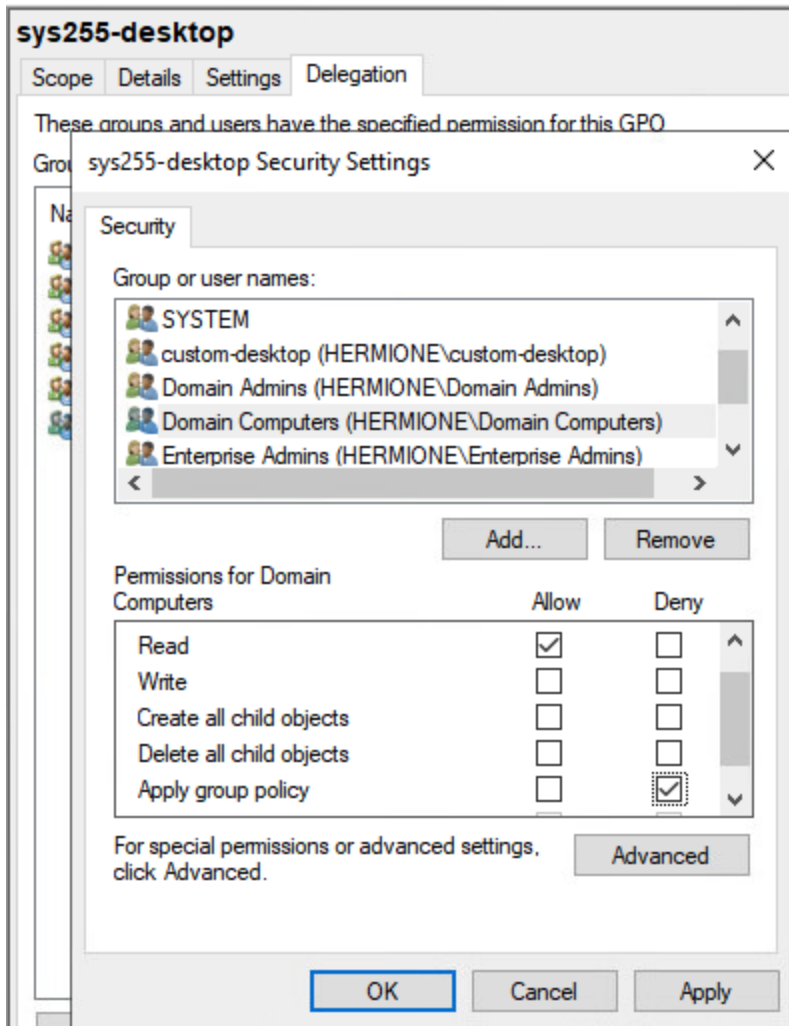 sys255-desktop
Scope Details Settings Delegation
These groups and users have the specified permission for this GPO
sys255-desktop Security Settings
Security
Group or user names:
SYSTEM
custom-desktop (HERMIONE\custom-desktop)
Domain Admins (HERMIONE\Domain Admins)
Domain Computers (HERMIONE\Domain Computers)
Enterprise Admins (HERMIONE\Enterprise Admins)
Add... Remove
Permissions for Domain
Computers Allow Deny
Read
Write
Create all child objects
Delete all child objects
Apply group policy
For special permissions or advanced settings,
click Advanced.
Advanced
OK Cancel Apply